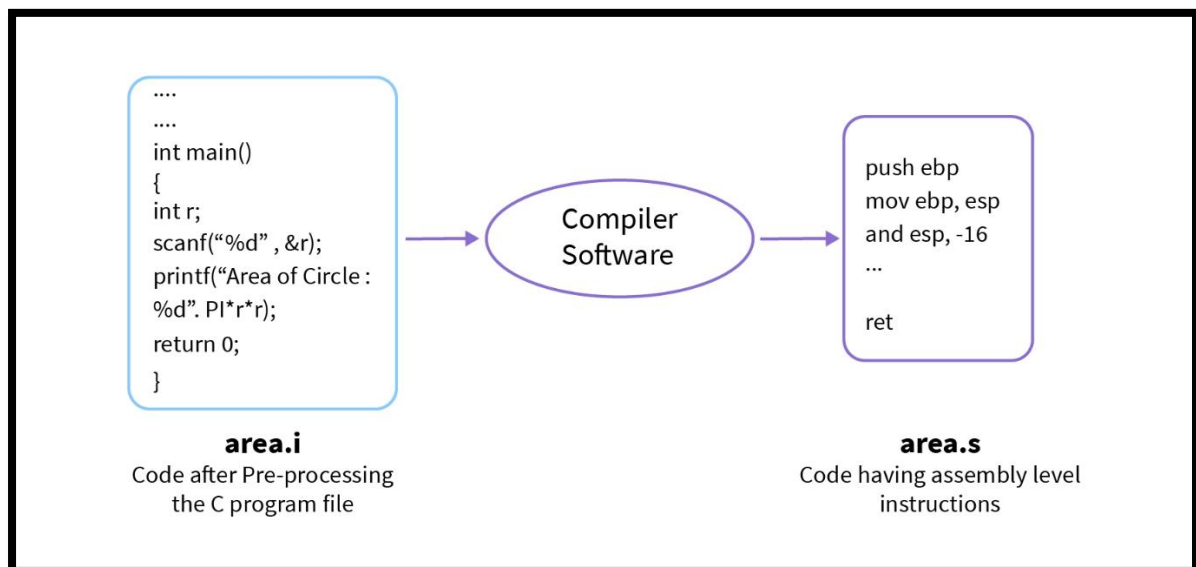 ....
....
int main()
{
int r;
scanf(“%d” , &r);
printf(“Area of Circle :
%d”. PI*r*r);
return 0;
}
area.i
Code after Pre-processing
the C program file
Compiler
Software
push ebp
mov ebp, esp
and esp, -16
...
ret
area.s
Code having assembly level
instructions